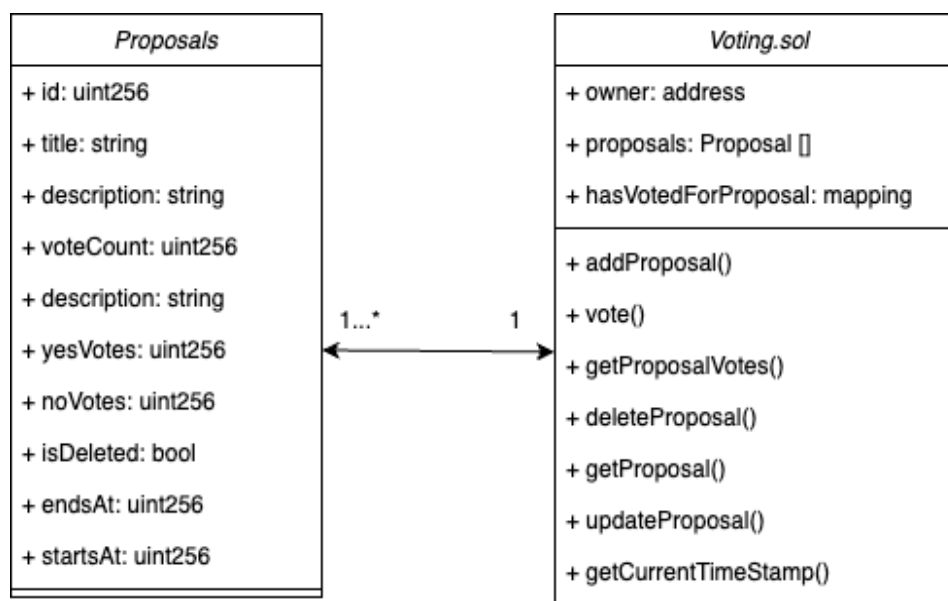 Proposals
+ id: uint256
+ title: string
+ description: string
+ voteCount: uint256
+ description: string
+ yesVotes: uint256
+ noVotes: uint256
+ isDeleted: bool
+ endsAt: uint256
+ startsAt: uint256
1...*
1
Voting.sol
+ owner: address
+ proposals: Proposal []
+ hasVotedForProposal: mapping
+ addProposal()
+ vote()
+ getProposalVotes()
+ deleteProposal()
+ getProposal()
+ updateProposal()
+ getCurrentTimeStamp()